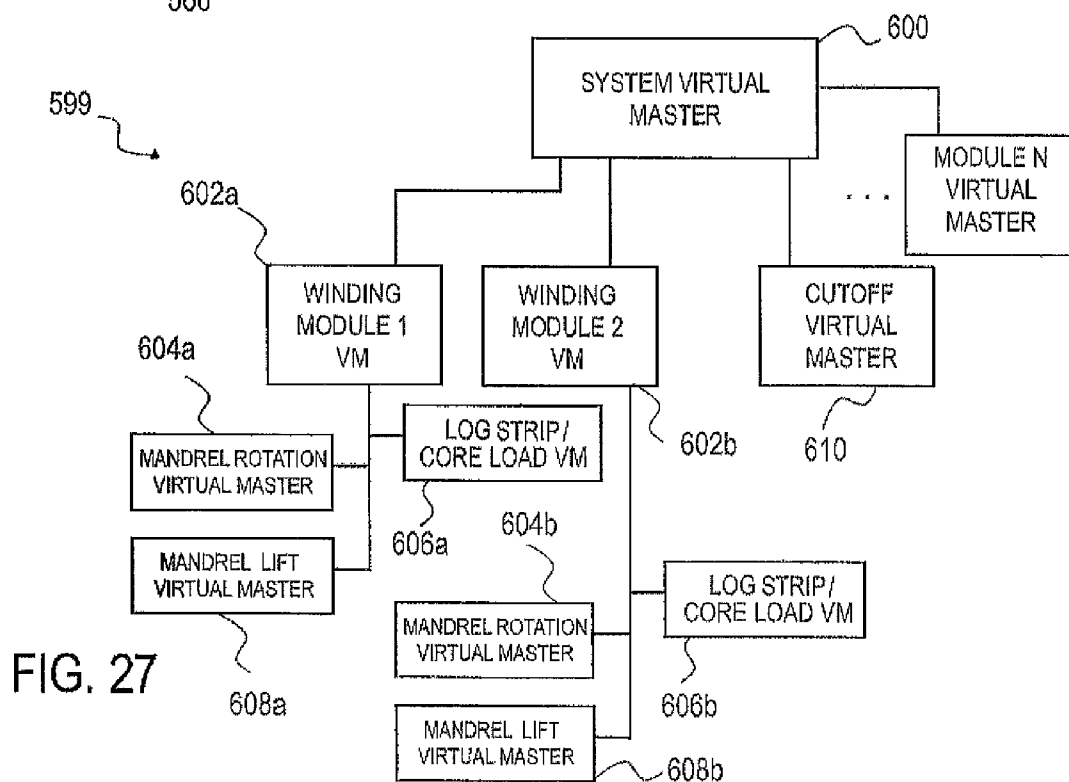 600
SYSTEM VIRTUAL
MASTER
599
MODULE N
VIRTUAL
MASTER
. . .
602a
WINDING
MODULE 1
VM
WINDING
MODULE 2
VM
CUTOFF
VIRTUAL
MASTER
604a
LOG STRIP/
CORE LOAD VM
602b
610
MANDREL ROTATION
VIRTUAL MASTER
606a
604b
MANDREL LIFT
VIRTUAL MASTER
LOG STRIP/
CORE LOAD VM
MANDREL ROTATION
VIRTUAL MASTER
FIG. 27
608a
606b
MANDREL LIFT
VIRTUAL MASTER
608b